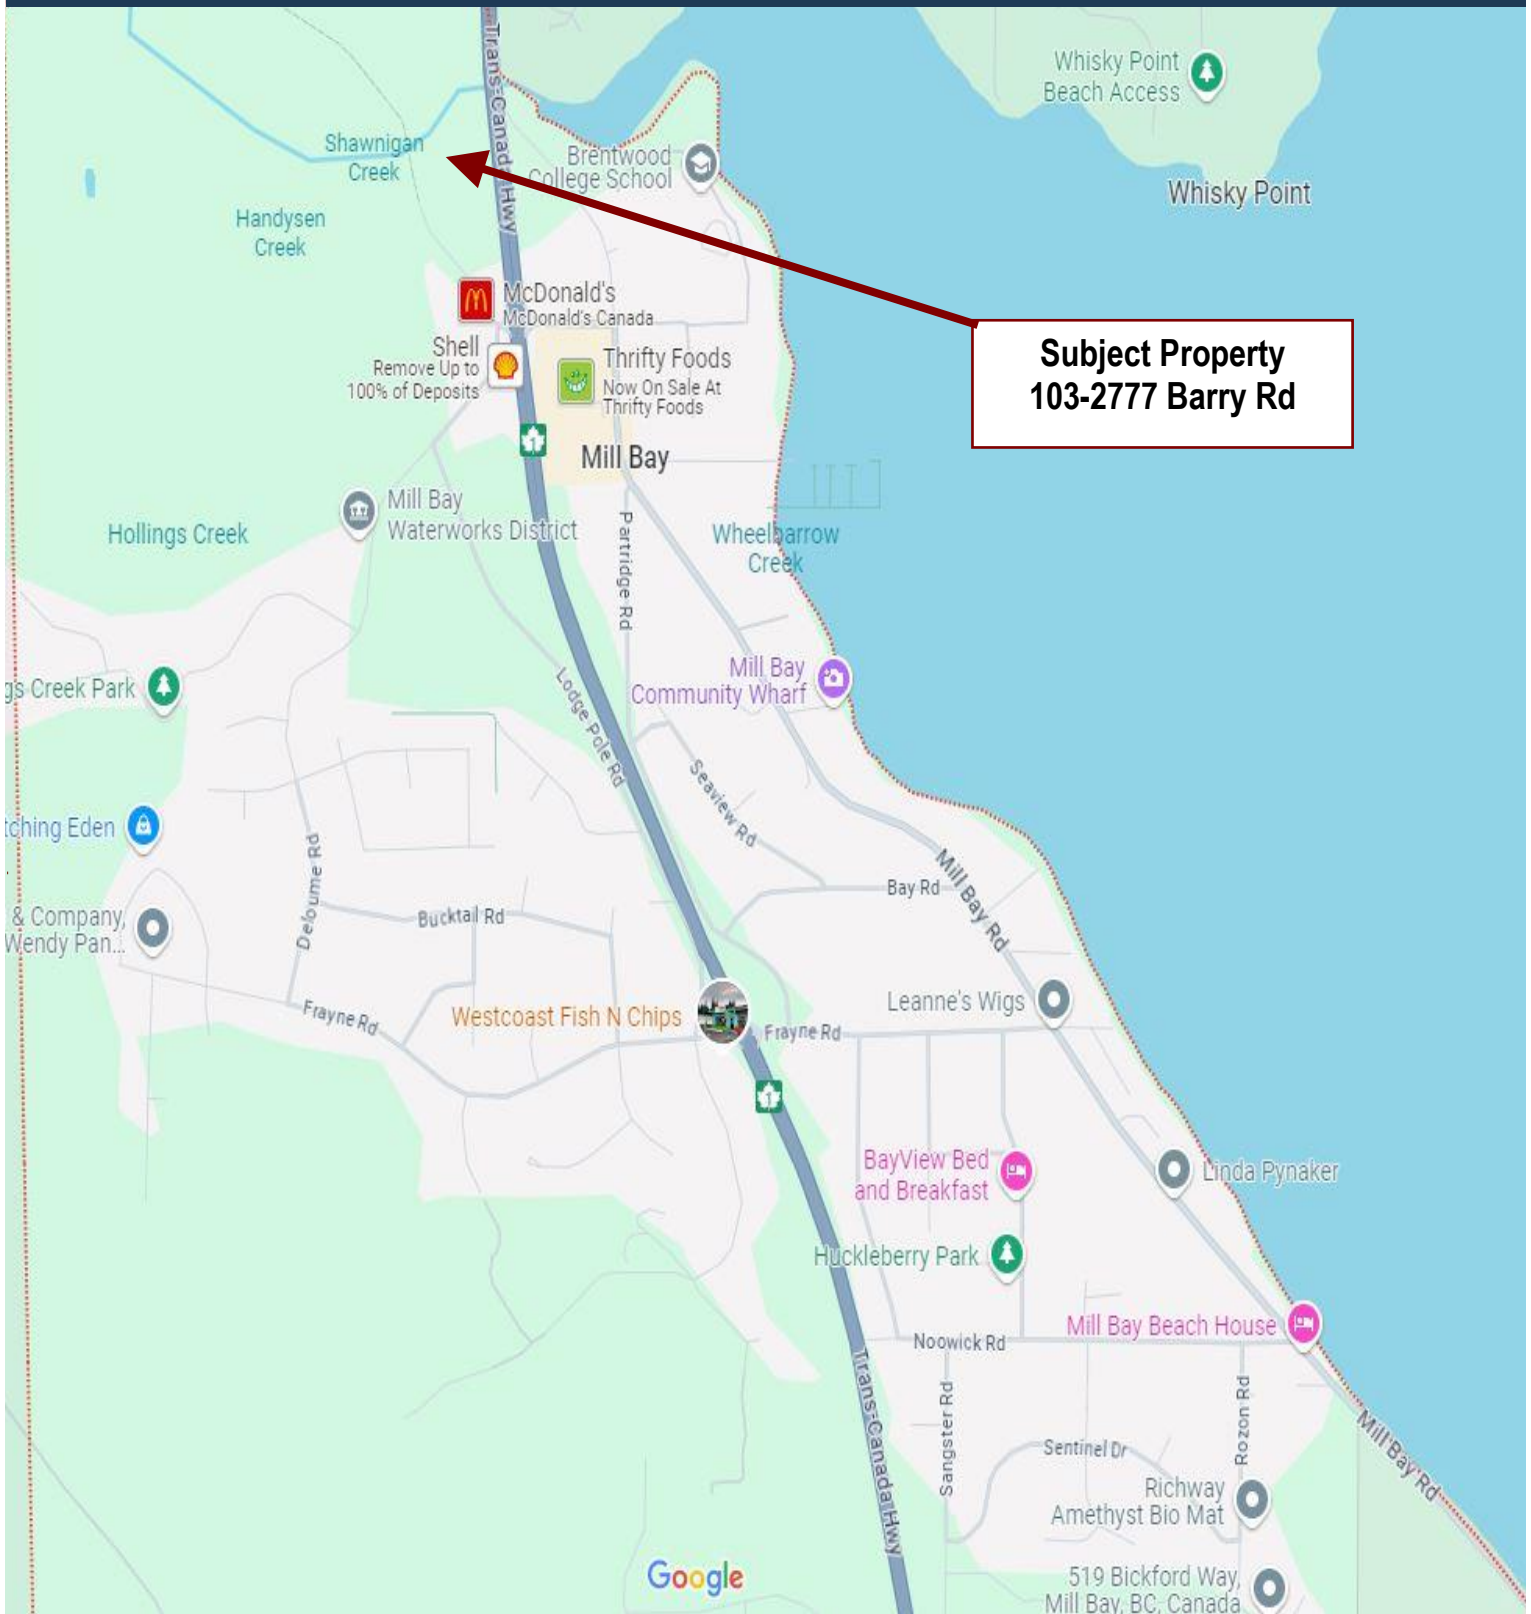 Trans-Canada Hwy
Whisky Point
Beach Access
Shawnigan
Creek
Brentwood
College School
Whisky Point
Handysen
Creek
McDonald's
McDonald's Canada
Subject Property
103-2777 Barry Rd
Shell
Remove Up to
100% of Deposits
Thrifty Foods
Now On Sale At
Thrifty Foods
1
Mill Bay
Mill Bay
Waterworks District
Hollings Creek
Partridge Rd
Wheelbarrow
Creek
gs Creek Park
Mill Bay
Community Wharf
Lodge Pole Rd
Seaview Rd
tching Eden
Deloume Rd
Bay Rd
Mill Bay Rd
& Company,
Wendy Pan...
Bucktail Rd
Leanne's Wigs
Frayne Rd
Westcoast Fish N Chips
Frayne Rd
1
BayView Bed
and Breakfast
Linda Pynaker
Huckleberry Park
Mill Bay Beach House
Noowick Rd
Trans-Canada Hwy
Sangster Rd
Rozon Rd
Mill Bay Rd
Sentinel Dr
Richway
Amethyst Bio Mat
Google
519 Bickford Way,
Mill Bay, BC, Canada